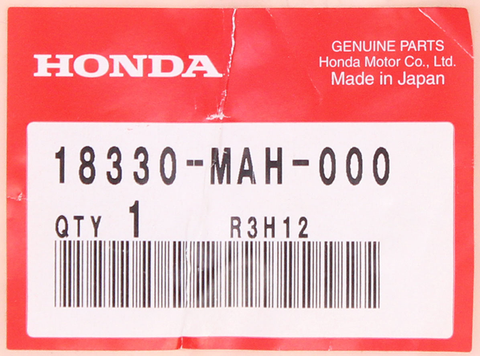 HONDA
GENUINE PARTS
Honda Motor Co., Ltd.
Made in Japan
18330-MAH-000
QTY 1 R3H12